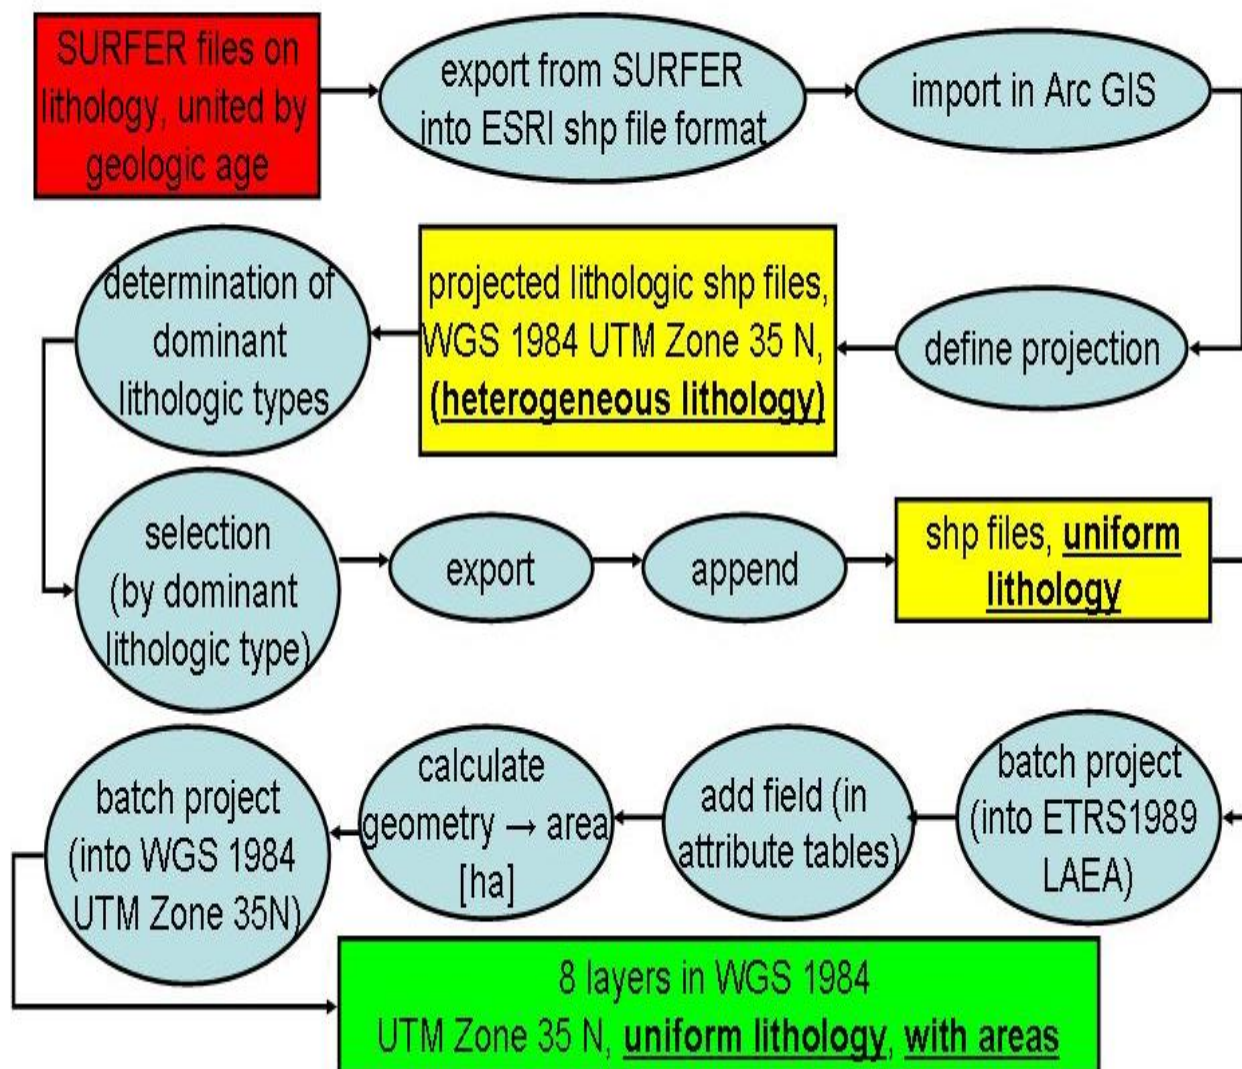 SURFER files on
lithology, united by
geologic age
export from SURFER
into ESRI shp file format
import in Arc GIS
define projection
projected lithologic shp files,
WGS 1984 UTM Zone 35 N,
(heterogeneous lithology)
determination of
dominant
lithologic types
selection
(by dominant
lithologic type)
export
append
shp files, uniform
lithology
batch project
(into ETRS1989
LAEA)
add field (in
attribute tables)
calculate
geometry → area
[ha]
batch project
(into WGS 1984
UTM Zone 35N)
8 layers in WGS 1984
UTM Zone 35 N, uniform lithology, with areas